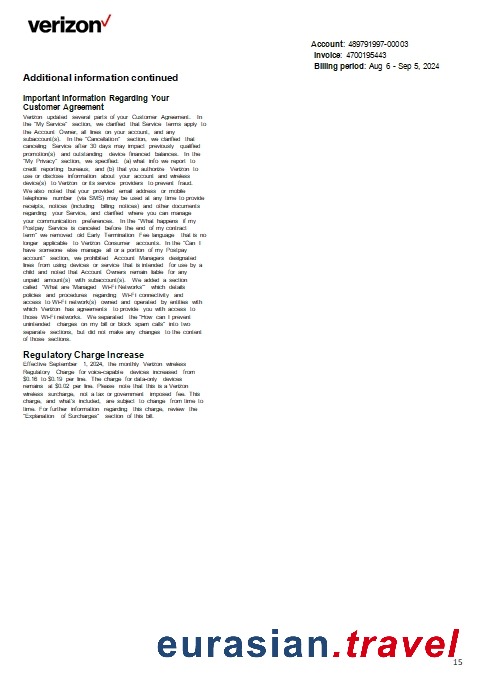 verizon✓
Account: 489791997-00003
Invoice: 4700195443
Billing period: Aug 6 - Sep 5, 2024
Additional information continued
Important Information Regarding Your
Customer Agreement
Verizon updated several parts of your Customer Agreement. In
the "My Service" section, we clarified that Service terms apply to
the Account Owner, all lines on your account, and any
subaccount(s). In the "Cancellation" section, we clarified that
canceling Service after 30 days may impact previously qualified
promotion(s) and outstanding device financed balances. In the
"My Privacy" section, we specified: (a) what info we report to
credit reporting bureaus, and (b) that you authorize Verizon to
use or disclose information about your account and wireless
device(s) to Verizon or its service providers to prevent fraud.
We also noted that your provided email address or mobile
telephone number (via SMS) may be used at any time to provide
receipts, notices (including billing notices) and other documents
regarding your Service, and clarified where you can manage
your communication preferences. In the "What happens if my
Postpay Service is canceled before the end of my contract
term" we removed old Early Termination Fee language that is no
longer applicable to Verizon Consumer accounts. In the "Can I
have someone else manage all or a portion of my Postpay
account" section, we prohibited Account Managers designated
lines from using devices or service that is intended for use by a
child and noted that Account Owners remain liable for any
unpaid amount(s) with subaccount(s). We added a section
called "What are 'Managed Wi-Fi Networks'" which details
policies and procedures regarding Wi-Fi connectivity and
access to Wi-Fi network(s) owned and operated by entities with
which Verizon has agreements to provide you with access to
those Wi-Fi networks. We separated the "How can I prevent
unintended charges on my bill or block spam calls" into two
separate sections, but did not make any changes to the content
of those sections.
Regulatory Charge Increase
Effective September 1, 2024, the monthly Verizon wireless
Regulatory Charge for voice-capable devices increased from
$0.16 to $0.19 per line. The charge for data-only devices
remains at $0.02 per line. Please note that this is a Verizon
wireless surcharge, not a tax or government imposed fee. This
charge, and what's included, are subject to change from time to
time. For further information regarding this charge, review the
"Explanation of Surcharges" section of this bill.
eurasian.travel
15